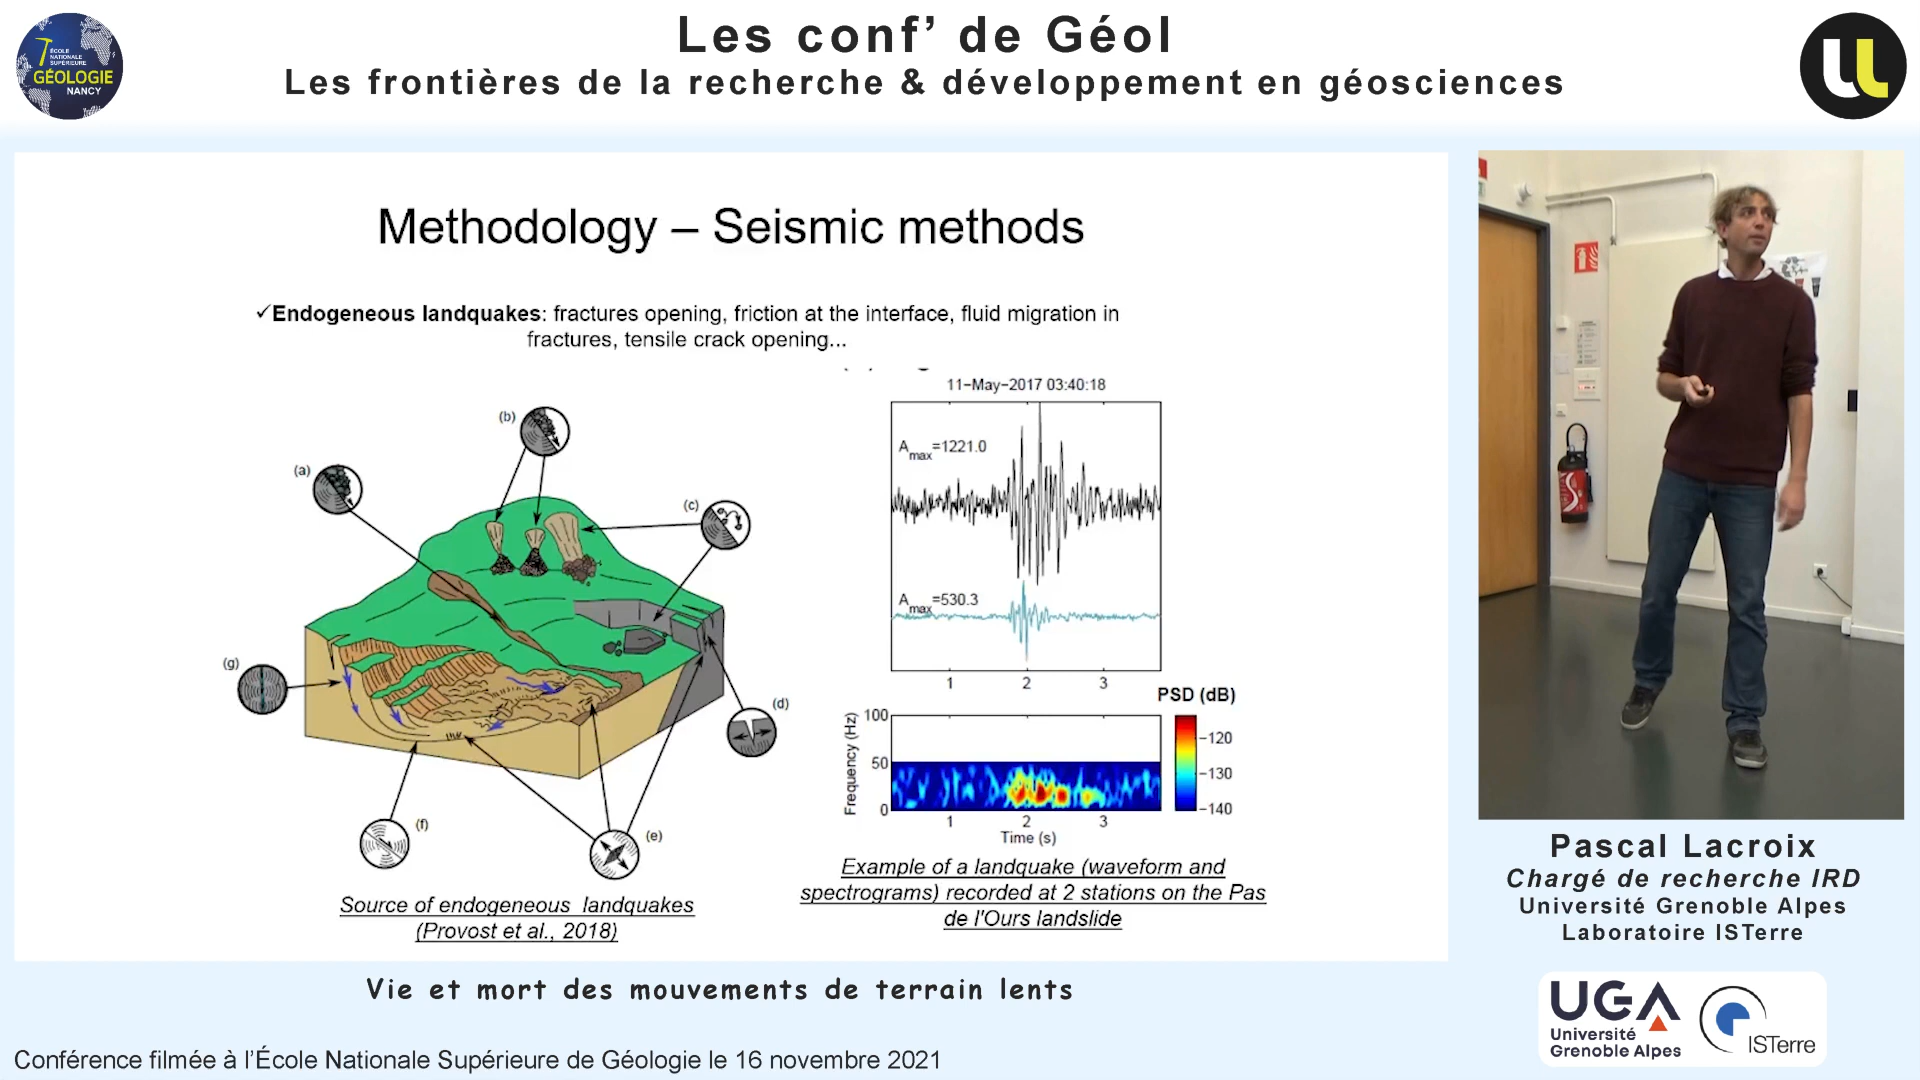 Les conf’ de Géol
Les frontières de la recherche & développement en géosciences
ÉCOLE
NATIONALE
SUPÉRIEURE
GÉOLOGIE
NANCY
Methodology – Seismic methods
✓Endogeneous landquakes: fractures opening, friction at the interface, fluid migration in
fractures, tensile crack opening...
(a)
(b)
(c)
(d)
(e)
(f)
(g)
Source of endogeneous landquakes
(Provost et al., 2018)
11−May−2017 03:40:18
Amax=1221.0
Amax=530.3
1 2 3
PSD (dB)
Frequency (Hz)
100
50
0
−120
−130
−140
1 2 3
Time (s)
Example of a landquake (waveform and
spectrograms) recorded at 2 stations on the Pas
de l'Ours landslide
Pascal Lacroix
Chargé de recherche IRD
Université Grenoble Alpes
Laboratoire ISTerre
Vie et mort des mouvements de terrain lents
UGA
Université
Grenoble Alpes
ISTerre
Conférence filmée à l’École Nationale Supérieure de Géologie le 16 novembre 2021